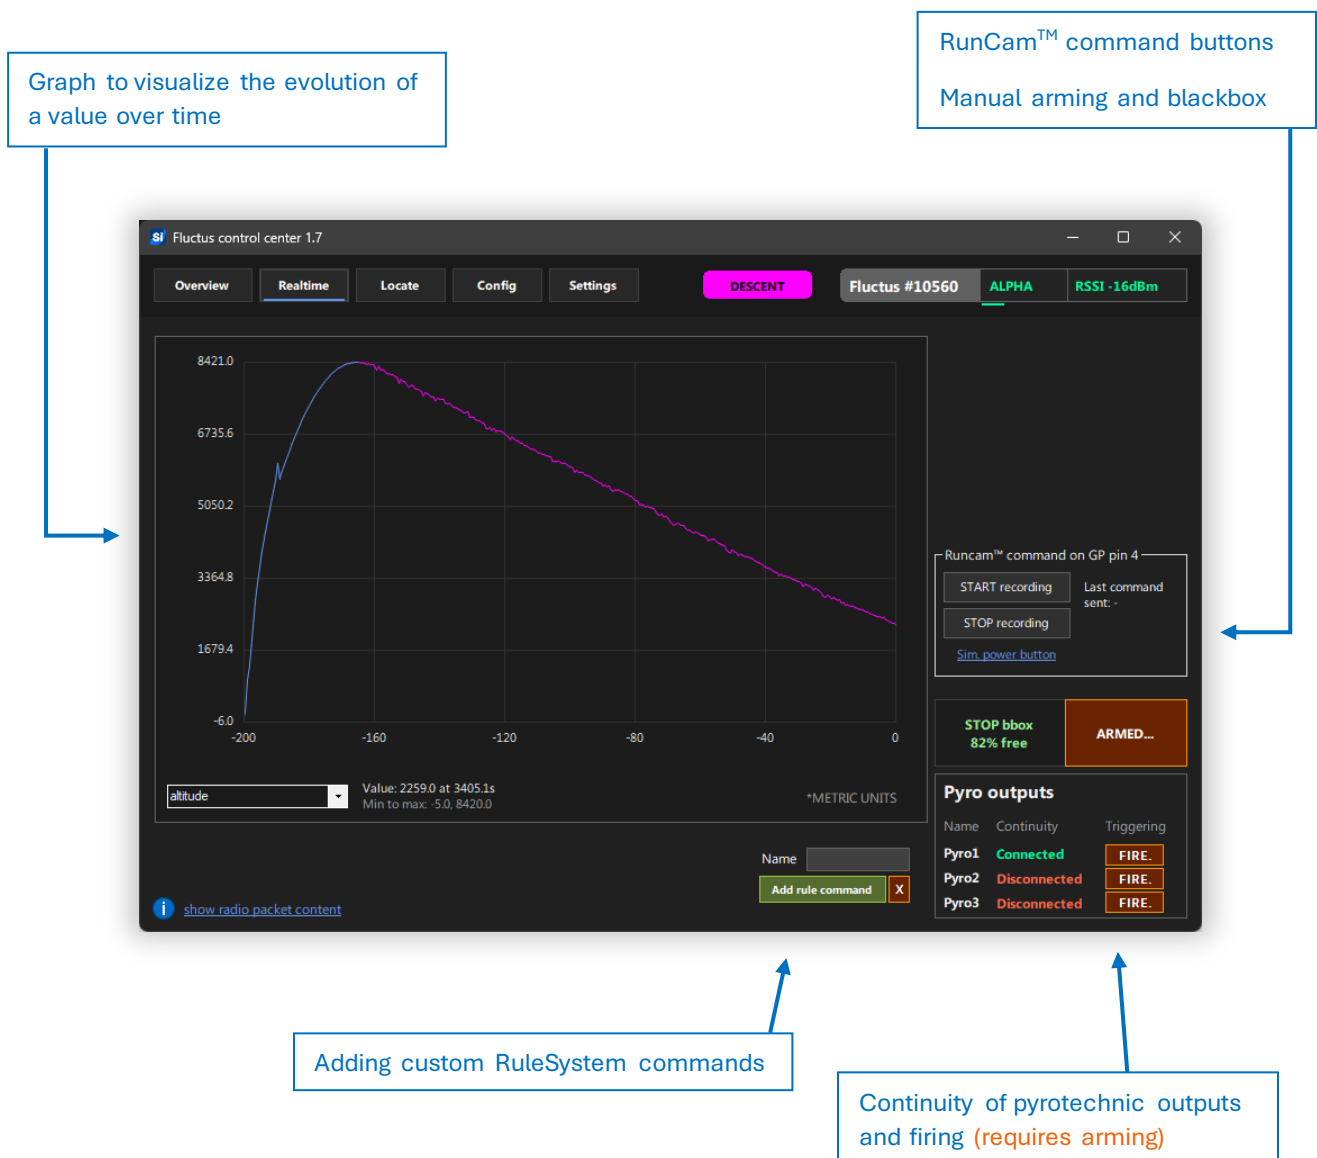 RunCam™ command buttons
Manual arming and blackbox
Graph to visualize the evolution of
a value over time
Si Fluctus control center 1.7
Overview Realtime Locate Config Settings DESCENT Fluctus #10560 ALPHA RSSI -16dBm
8421.0
6735.6
5050.2
3364.8
1679.4
-6.0
-200 -160 -120 -80 -40 0
altitude
Value: 2259.0 at 3405.1s
Min to max: -5.0, 8420.0
*METRIC UNITS
Runcam™ command on GP pin 4
START recording
Last command
sent: -
STOP recording
Sim. power button
STOP bbox
82% free
ARMED...
Pyro outputs
Name Continuity Triggering
Pyro1 Connected FIRE.
Pyro2 Disconnected FIRE.
Pyro3 Disconnected FIRE.
Name
Add rule command X
i show radio packet content
Adding custom RuleSystem commands
Continuity of pyrotechnic outputs
and firing (requires arming)